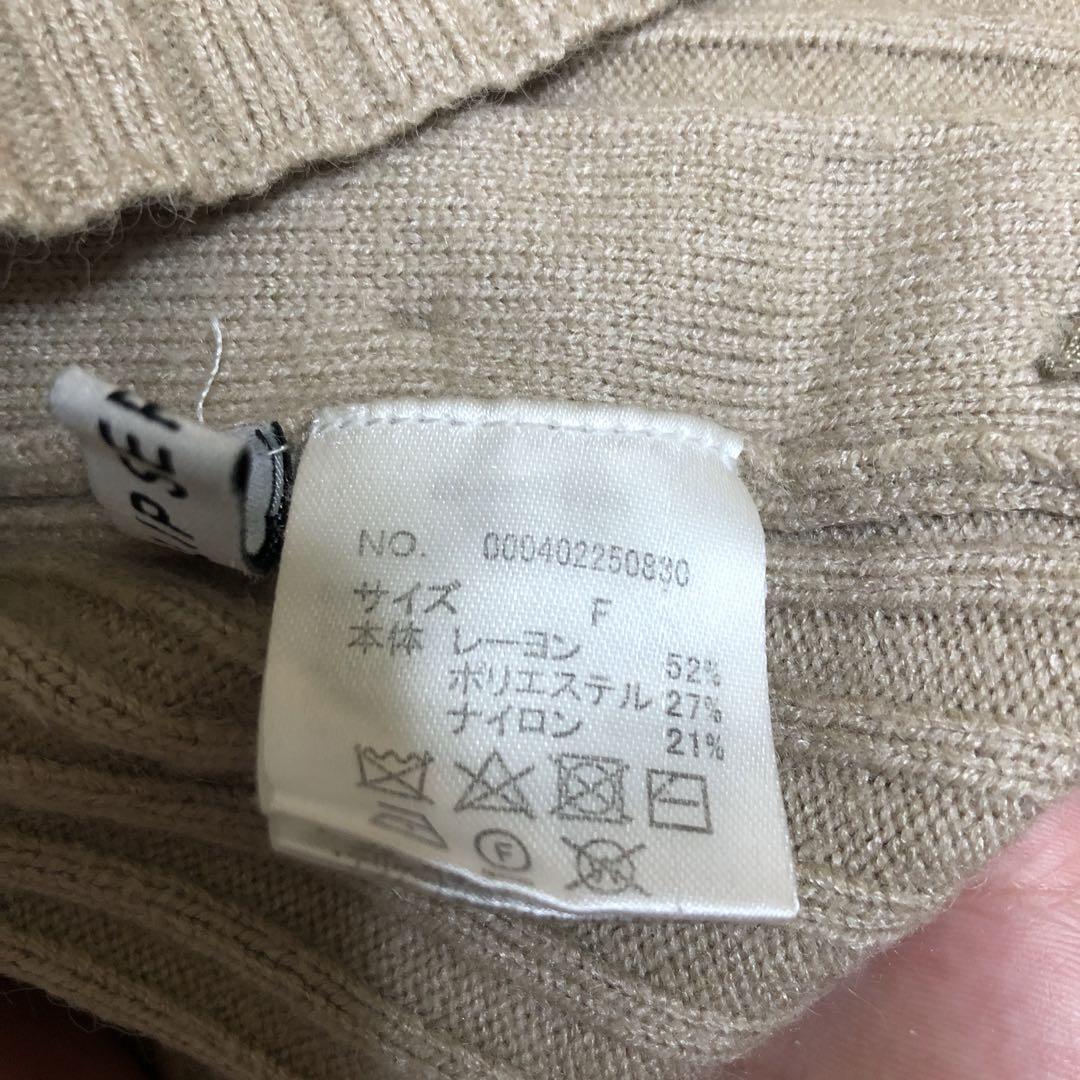 NO. 000402250830
サイズ F
本体 レーヨン 52%
ポリエステル 27%
ナイロン 21%
F